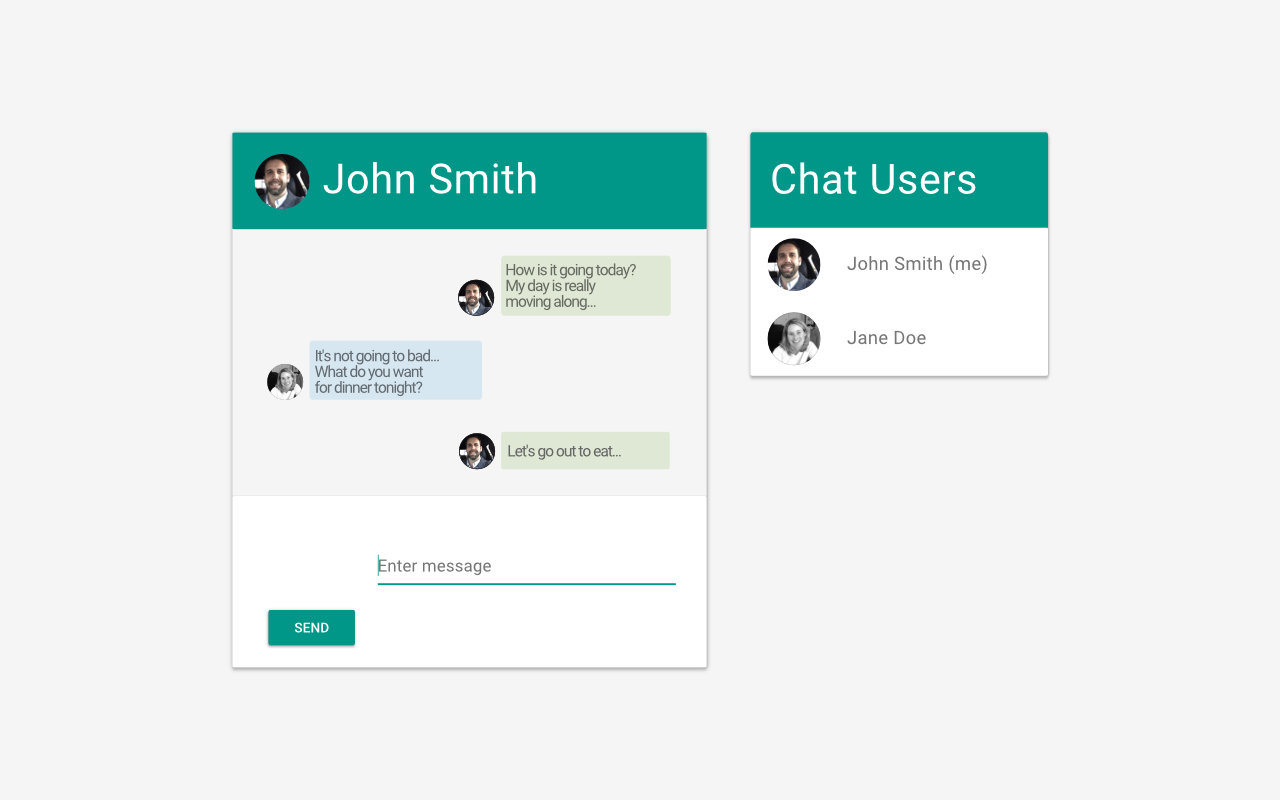 John Smith
How is it going today?
My day is really
moving along...
It's not going to bad...
What do you want
for dinner tonight?
Let's go out to eat...
Enter message
SEND
Chat Users
John Smith (me)
Jane Doe